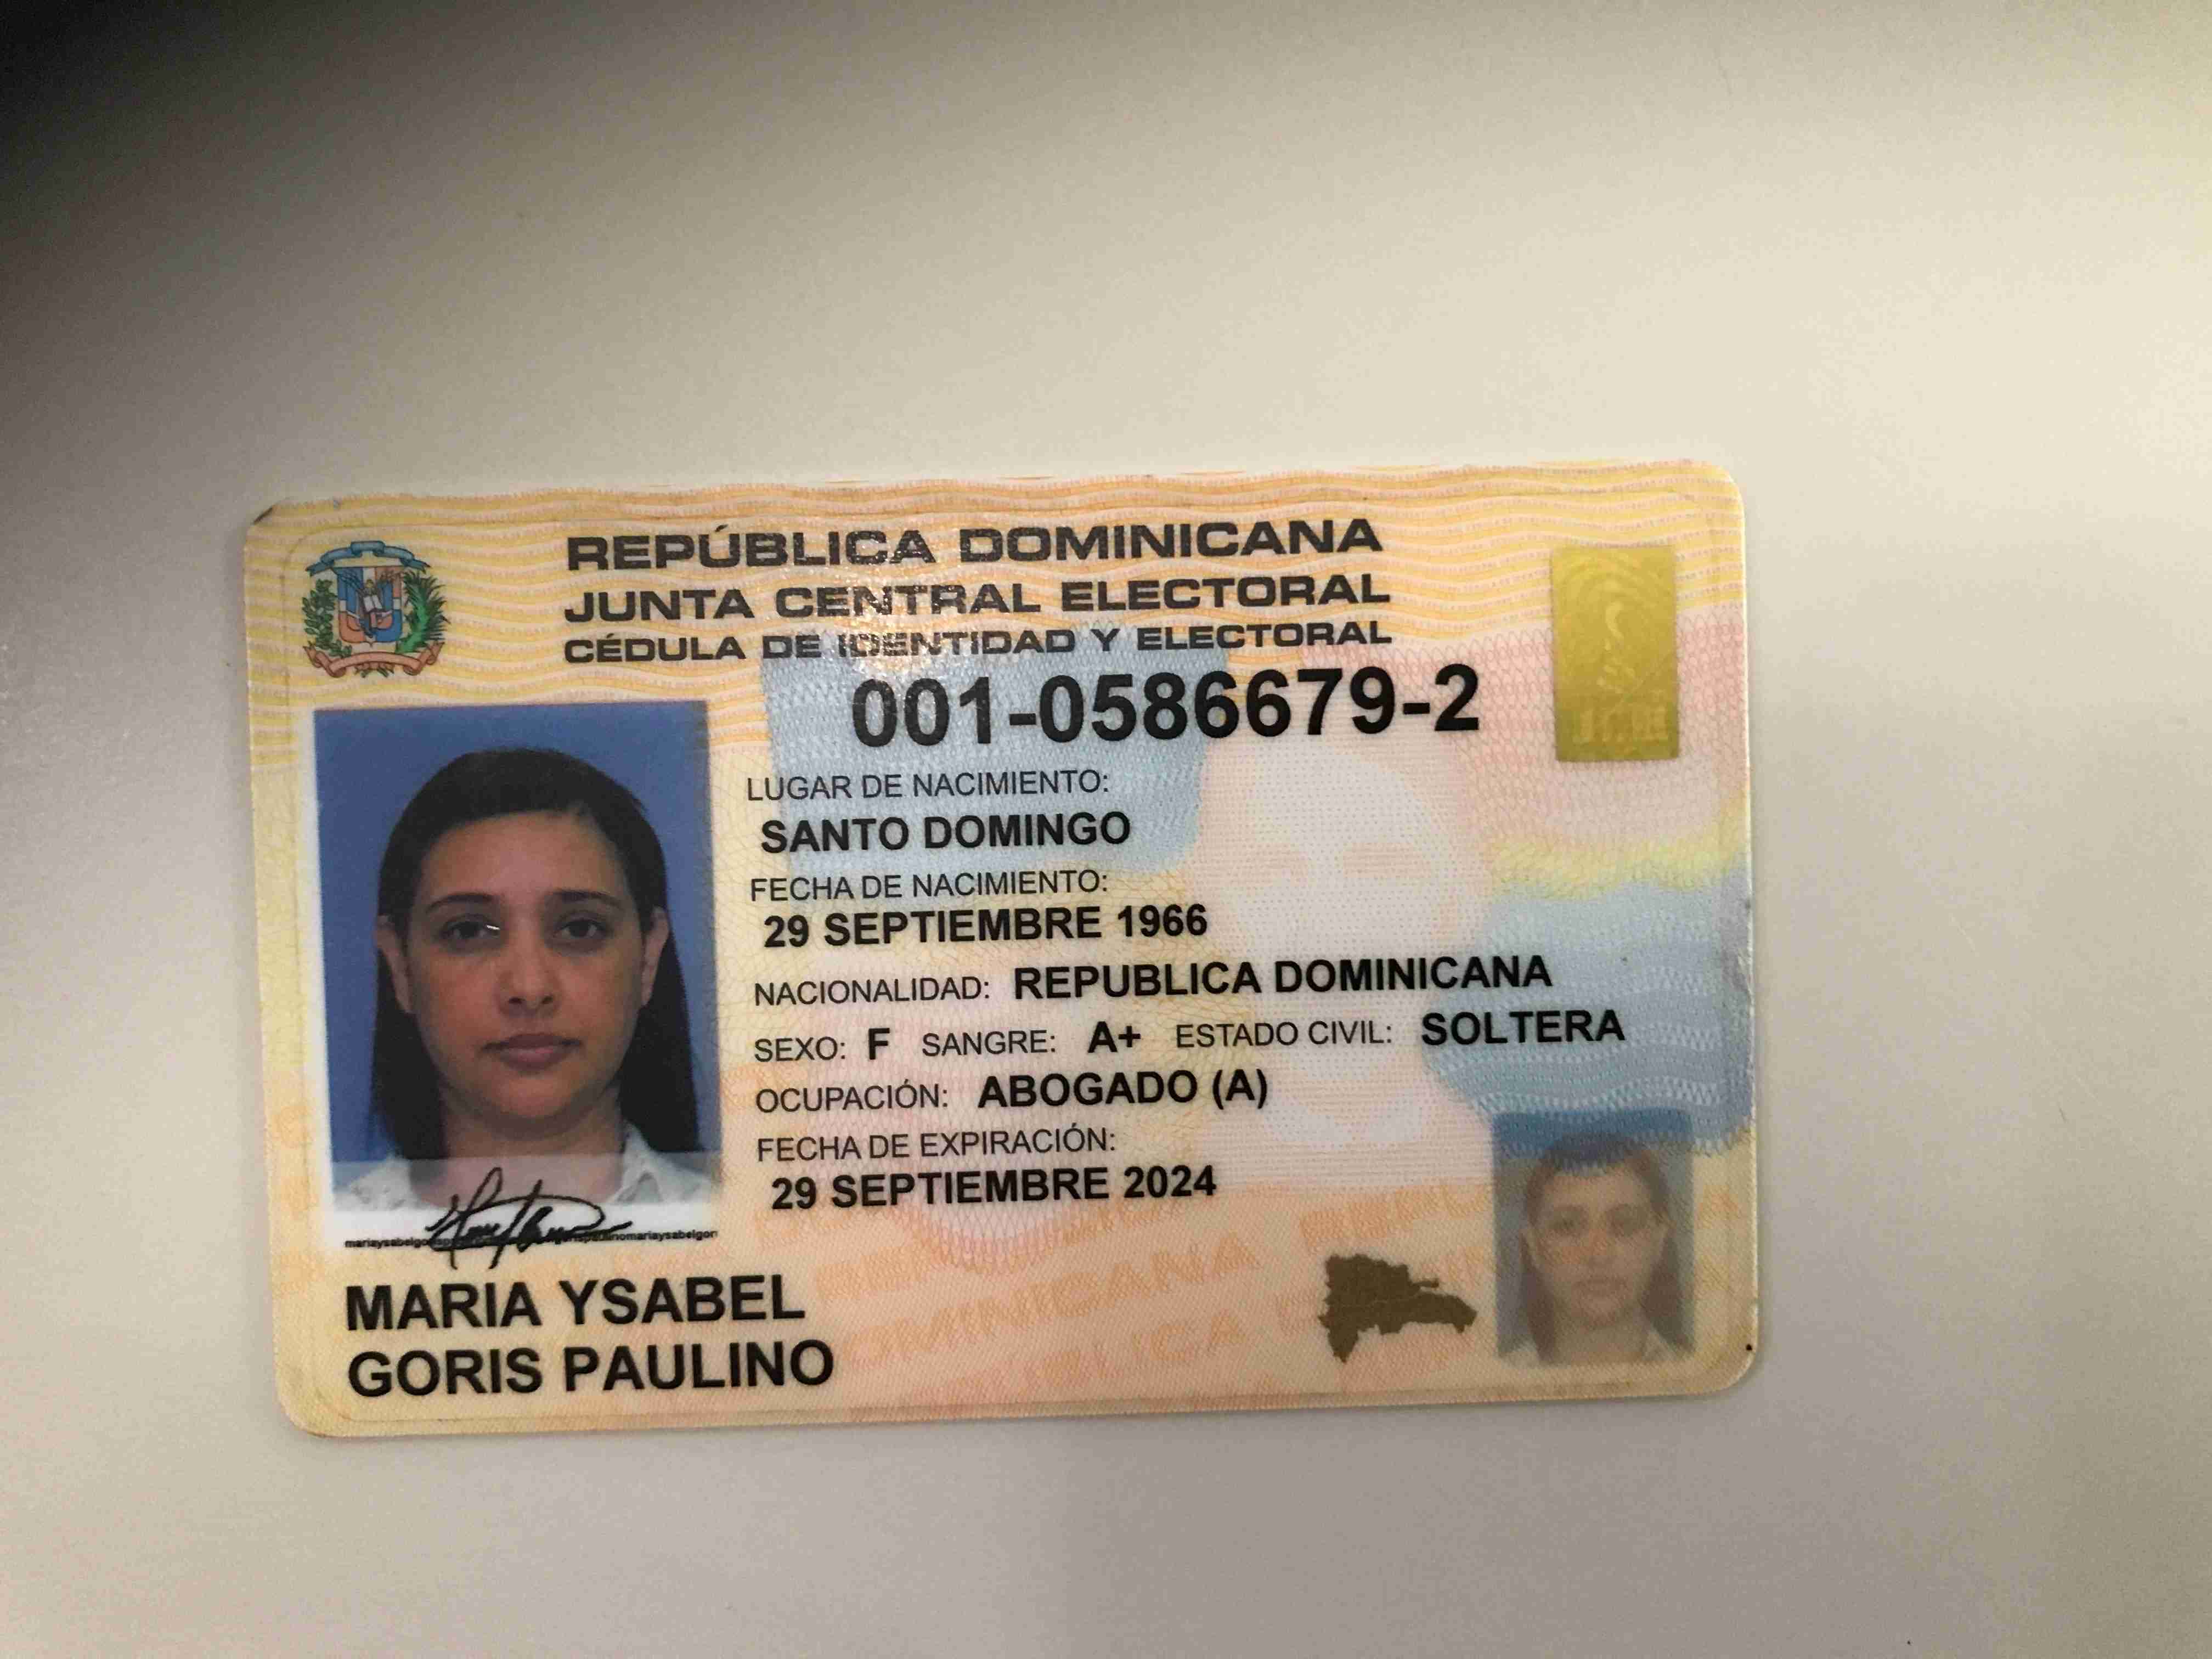 REPÚBLICA DOMINICANA
JUNTA CENTRAL ELECTORAL
CÉDULA DE IDENTIDAD Y ELECTORAL
001-0586679-2
LUGAR DE NACIMIENTO:
SANTO DOMINGO
FECHA DE NACIMIENTO:
29 SEPTIEMBRE 1966
NACIONALIDAD: REPUBLICA DOMINICANA
SEXO: F SANGRE: A+ ESTADO CIVIL: SOLTERA
OCUPACIÓN: ABOGADO (A)
FECHA DE EXPIRACIÓN:
29 SEPTIEMBRE 2024
MARIA YSABEL
GORIS PAULINO